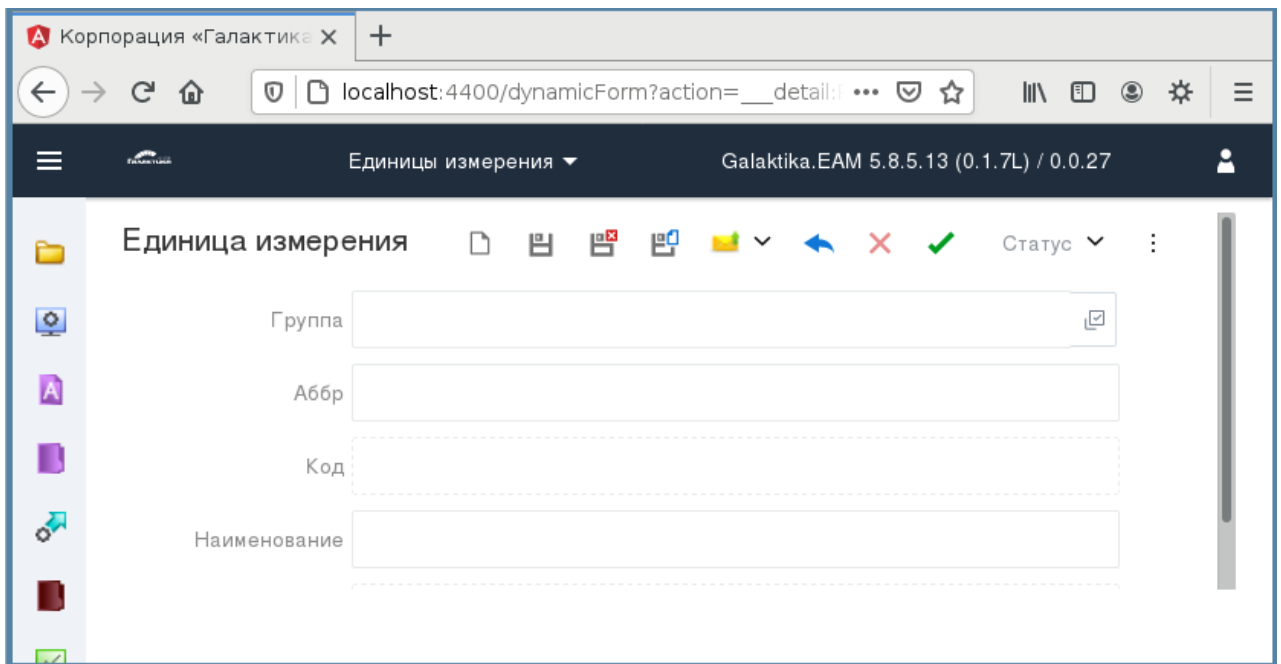 Корпорация «Галактика
localhost:4400/dynamicForm?action=___detail:
Единицы измерения
Galaktika.EAM 5.8.5.13 (0.1.7L) / 0.0.27
Единица измерения
Статус
Группа
Аббр
Код
Наименование